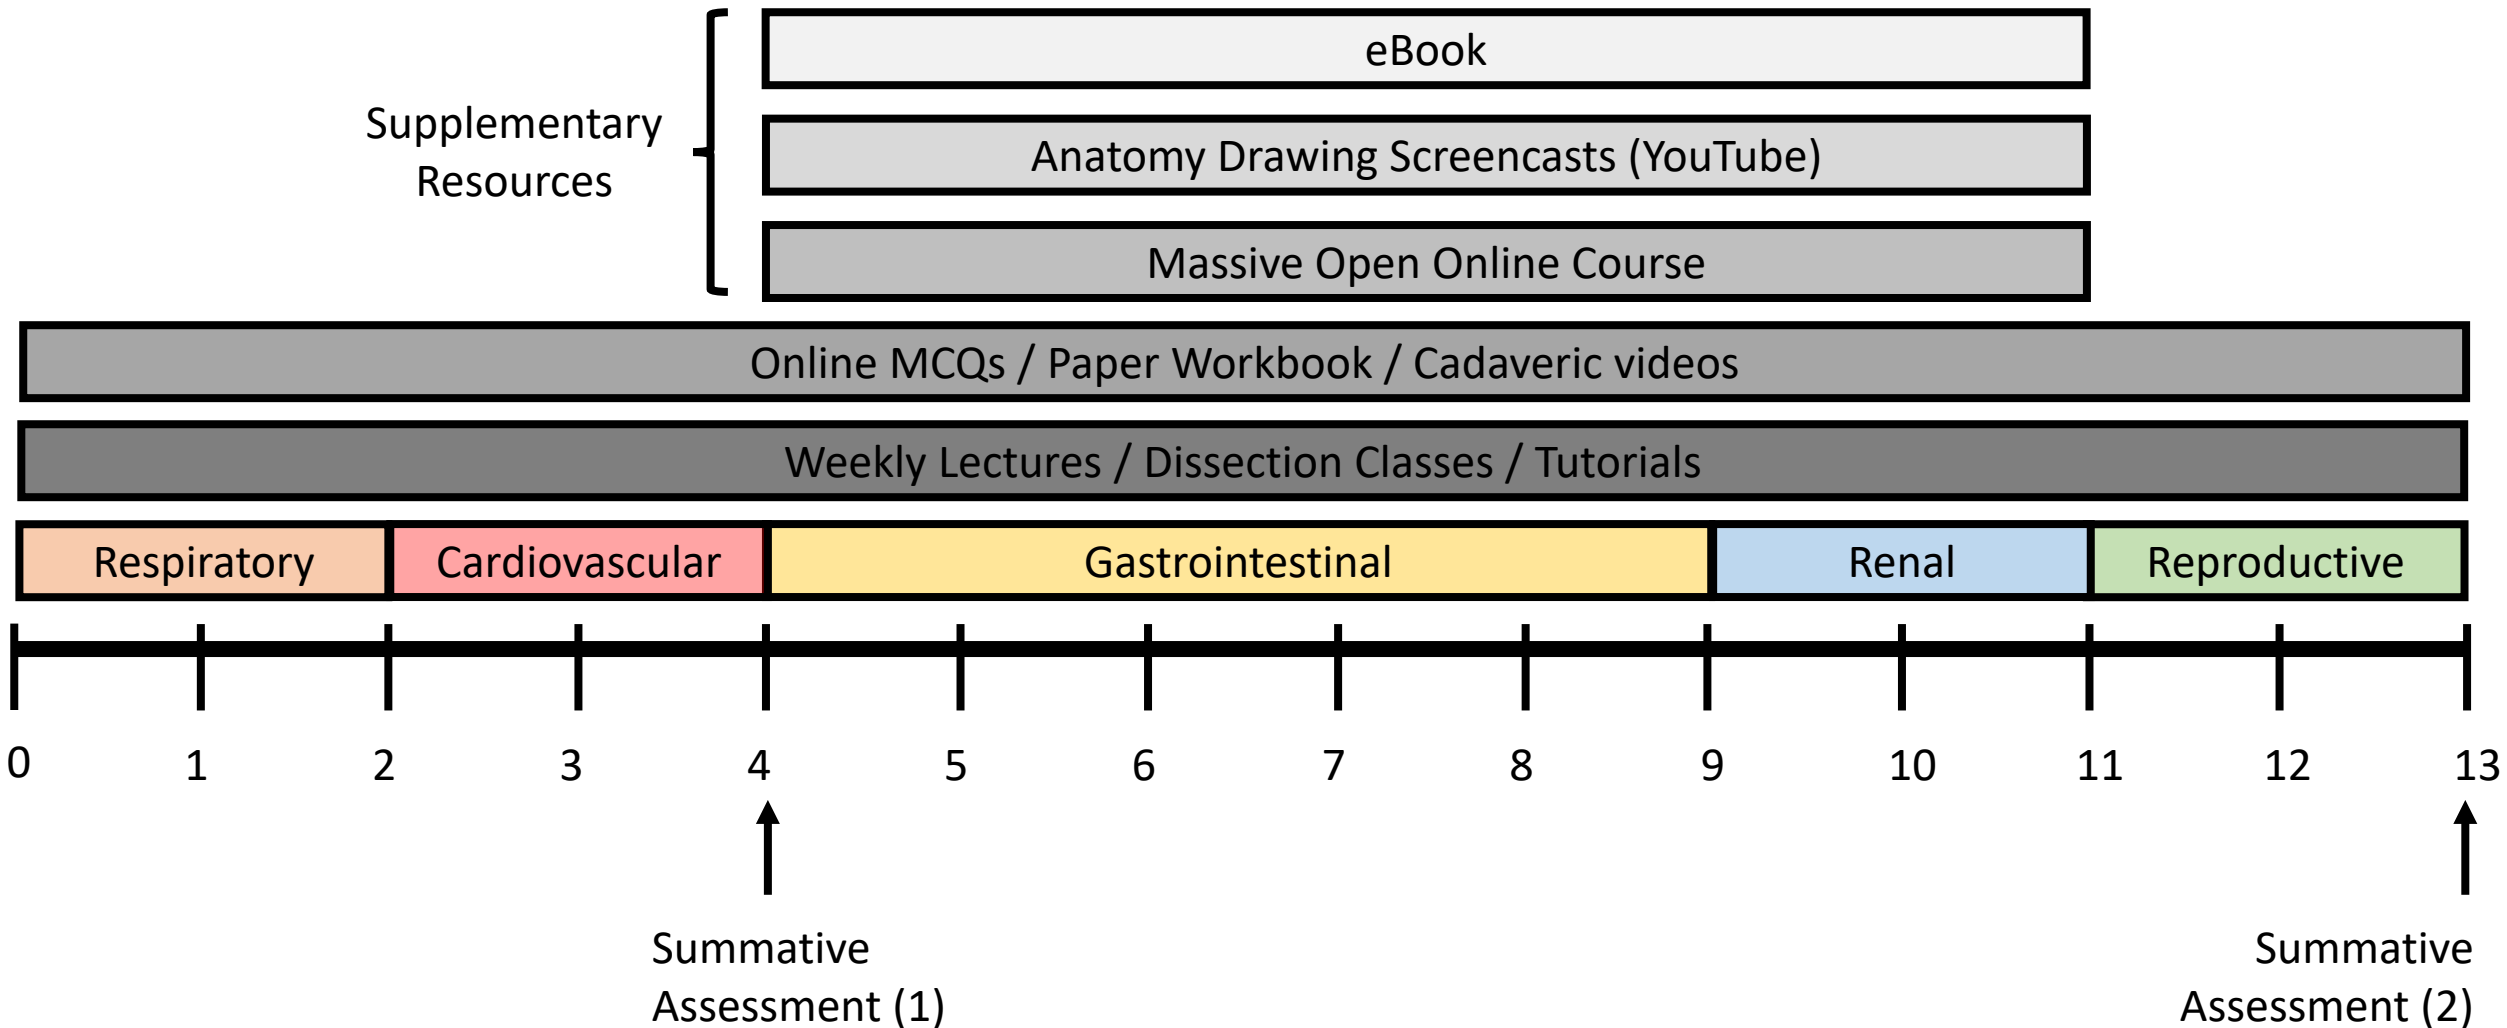 eBook
Supplementary
Resources
Anatomy Drawing Screencasts (YouTube)
Massive Open Online Course
Online MCQs / Paper Workbook / Cadaveric videos
Weekly Lectures / Dissection Classes / Tutorials
Respiratory Cardiovascular Gastrointestinal Renal Reproductive
0 1 2 3 4 5 6 7 8 9 10 11 12 13
Summative
Assessment (1)
Summative
Assessment (2)